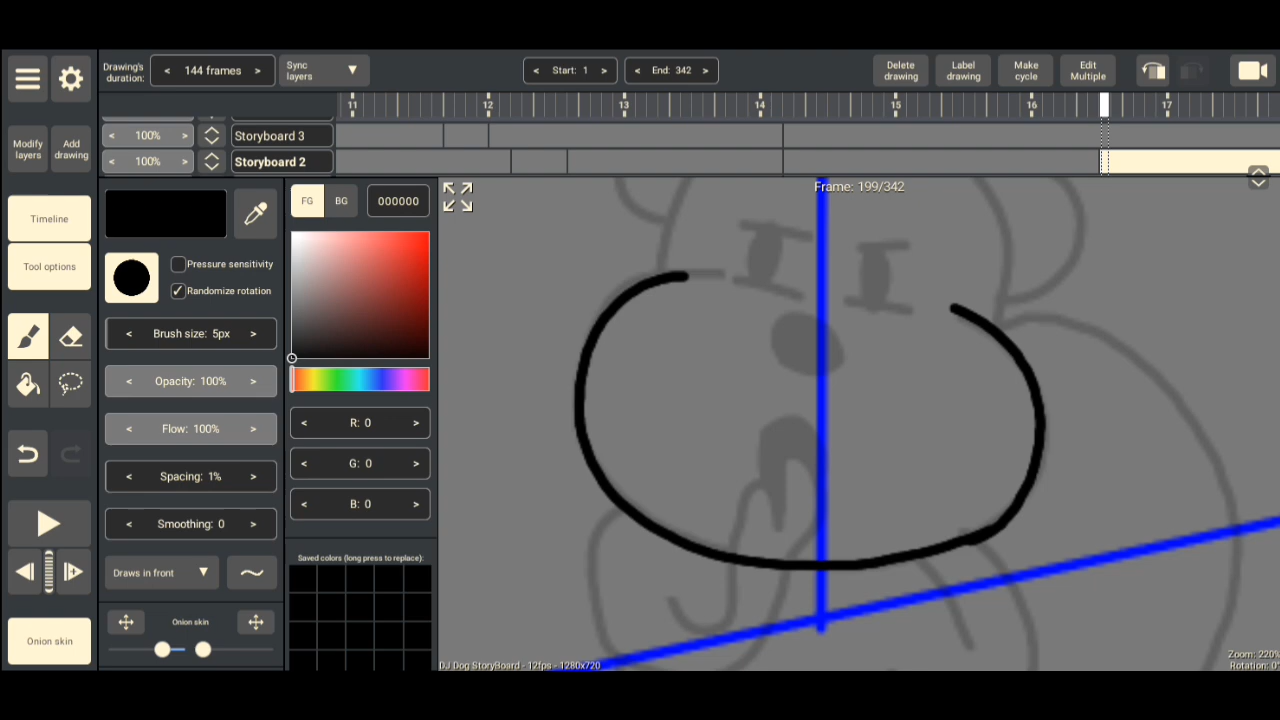 Drawing's duration:
< 144 frames >
Sync layers
< Start: 1 >
< End: 342 >
Delete drawing
Label drawing
Make cycle
Edit Multiple
11 12 13 14 15 16 17
Modify layers
Add drawing
< 100% >
Storyboard 3
< 100% >
Storyboard 2
Timeline
Tool options
FG
BG
000000
Frame: 199/342
Pressure sensitivity
Randomize rotation
< Brush size: 5px >
< Opacity: 100% >
< Flow: 100% >
< Spacing: 1% >
< Smoothing: 0 >
< R: 0 >
< G: 0 >
< B: 0 >
Draws in front
Saved colors (long press to replace):
Onion skin
Onion skin
DJ Dog StoryBoard - 12fps - 1280x720
Zoom: 220%
Rotation: 0°